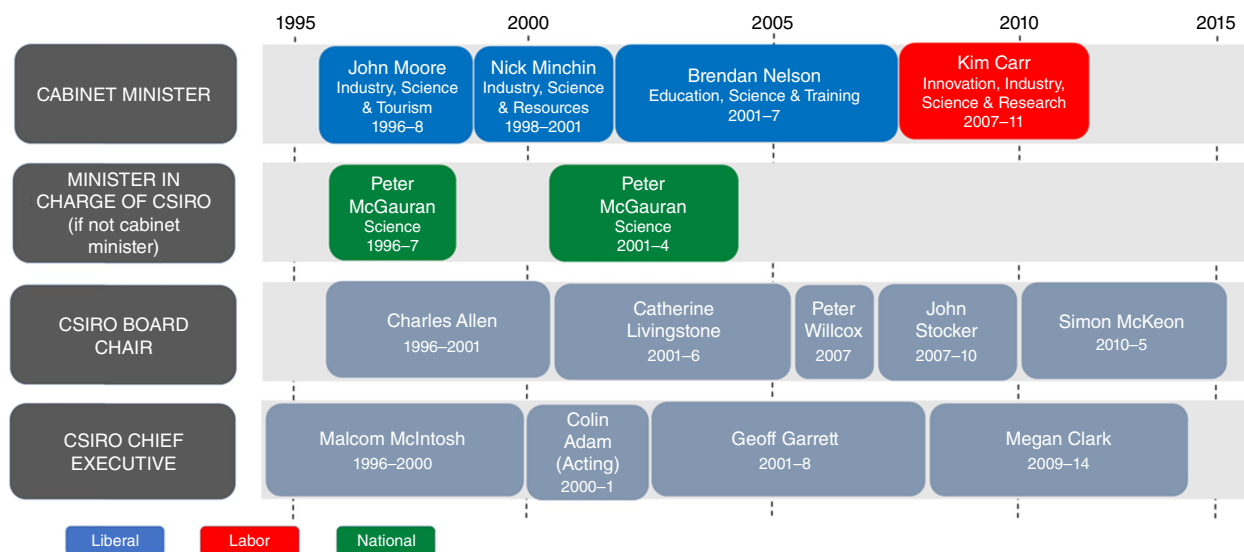 1995 2000 2005 2010 2015
CABINET MINISTER
John Moore
Industry, Science
& Tourism
1996–8
Nick Minchin
Industry, Science
& Resources
1998–2001
Brendan Nelson
Education, Science & Training
2001–7
Kim Carr
Innovation, Industry,
Science & Research
2007–11
MINISTER IN
CHARGE OF CSIRO
(if not cabinet
minister)
Peter
McGauran
Science
1996–7
Peter
McGauran
Science
2001–4
CSIRO BOARD
CHAIR
Charles Allen
1996–2001
Catherine
Livingstone
2001–6
Peter
Willcox
2007
John
Stocker
2007–10
Simon McKeon
2010–5
CSIRO CHIEF
EXECUTIVE
Malcom McIntosh
1996–2000
Colin
Adam
(Acting)
2000–1
Geoff Garrett
2001–8
Megan Clark
2009–14
Liberal
Labor
National